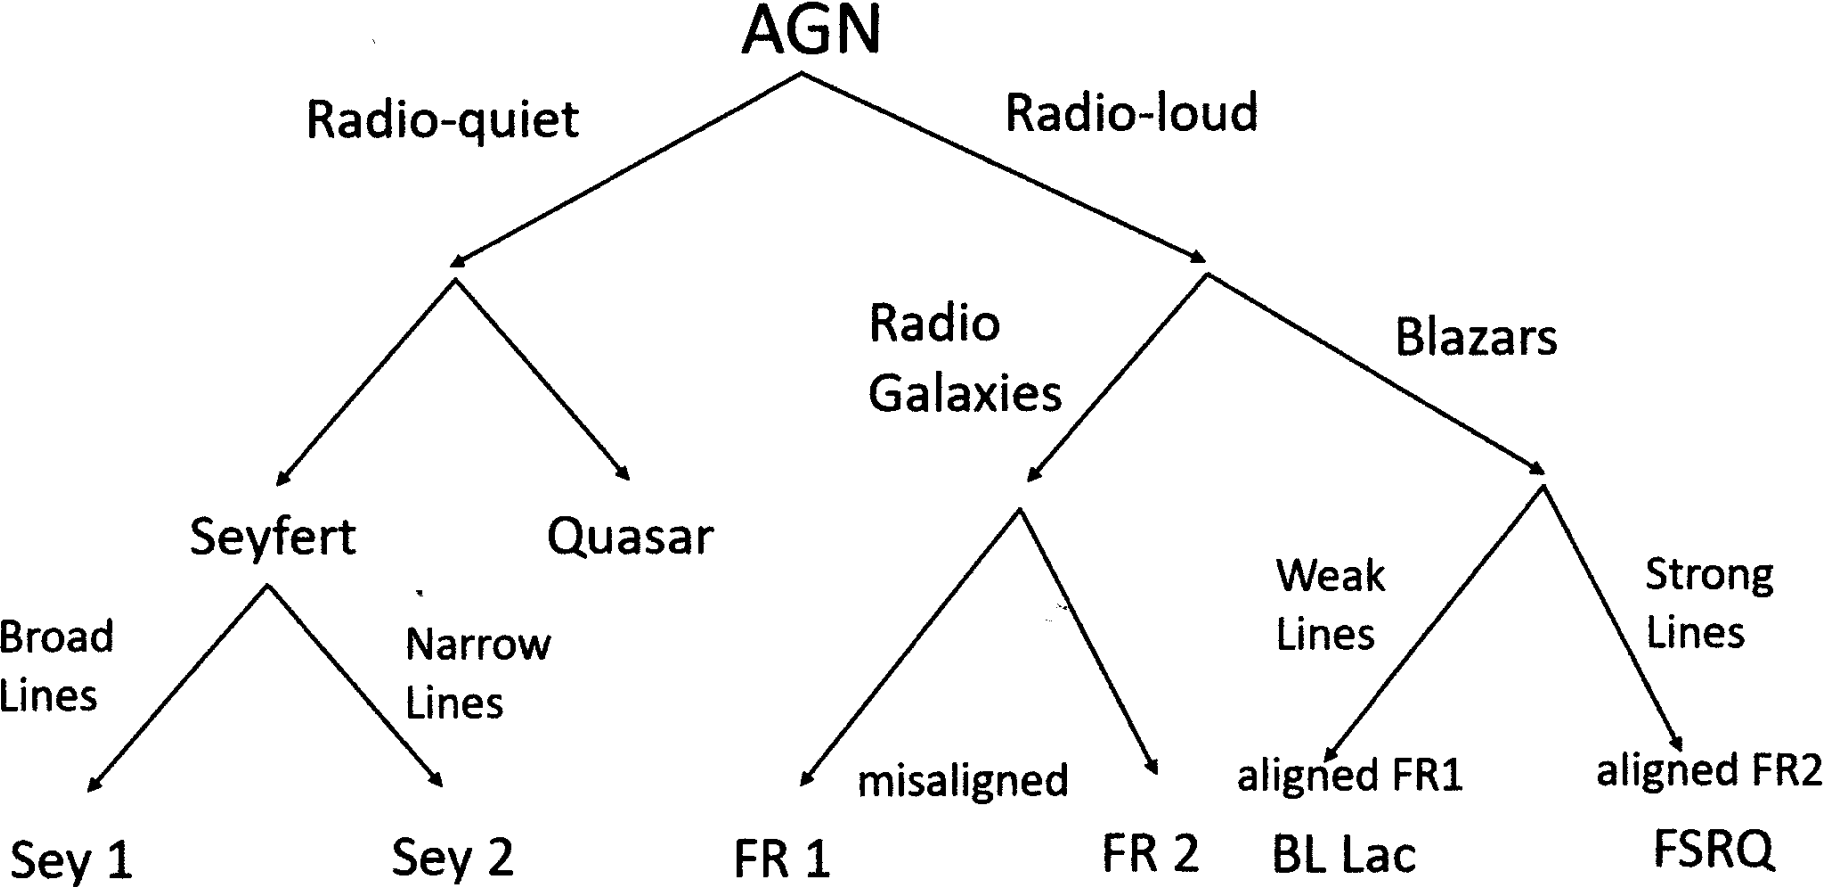 AGN
Radio-quiet
Radio-loud
Radio
Galaxies
Blazars
Seyfert
Quasar
Broad
Lines
Narrow
Lines
Weak
Lines
Strong
Lines
misaligned
aligned FR1
aligned FR2
Sey 1
Sey 2
FR 1
FR 2
BL Lac
FSRQ